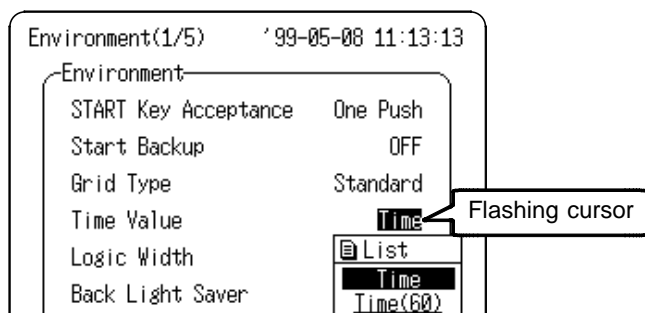 Environment(1/5) '99-05-08 11:13:13
Environment
START Key Acceptance One Push
Start Backup OFF
Grid Type Standard
Time Value Time
Flashing cursor
Logic Width List
Time
Back Light Saver Time(60)